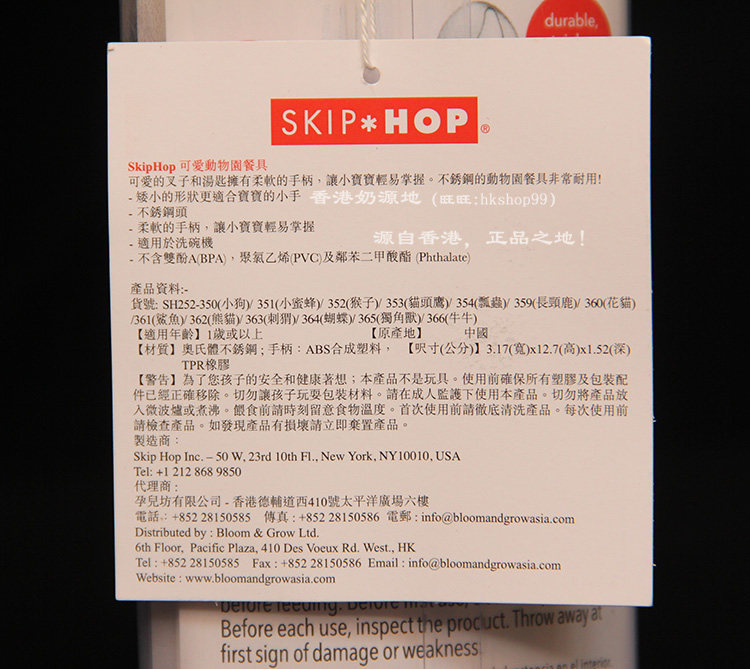 durable,
SKIP*HOP®
SkipHop 可愛動物園餐具
可愛的叉子和湯匙擁有柔軟的手柄，讓小寶寶輕易掌握。不銹鋼的動物園餐具非常耐用!
- 矮小的形狀更適合寶寶的小手
香港奶源地 (旺旺:hkshop99)
- 不銹鋼頭
- 柔軟的手柄，讓小寶寶輕易掌握
源自香港，正品之地！
- 適用於洗碗機
- 不含雙酚A(BPA)，聚氯乙烯(PVC)及鄰苯二甲酸酯 (Phthalate)
產品資料:-
貨號: SH252-350(小狗)/ 351(小蜜蜂)/ 352(猴子)/ 353(貓頭鷹)/ 354(瓢蟲)/ 359(長頸鹿)/ 360(花貓)
/361(鯊魚)/ 362(熊貓)/ 363(刺猬)/ 364(蝴蝶)/ 365(獨角獸)/ 366(牛牛)
【適用年齡】1歲或以上 【原產地】 中國
【材質】奧氏體不銹鋼 ; 手柄：ABS合成塑料， 【呎寸(公分)】3.17(寬)x12.7(高)x1.52(深)
TPR橡膠
【警告】為了您孩子的安全和健康著想；本產品不是玩具。使用前確保所有塑膠及包裝配
件已經正確移除。切勿讓孩子玩耍包裝材料。請在成人監護下使用本產品。切勿將產品放
入微波爐或煮沸。餵食前請時刻留意食物溫度。首次使用前請徹底清洗產品。每次使用前
請檢查產品。如發現產品有損壞請立即棄置產品。
製造商：
Skip Hop Inc. – 50 W, 23rd 10th Fl., New York, NY10010, USA
Tel: +1 212 868 9850
代理商：
孕兒坊有限公司 - 香港德輔道西410號太平洋廣場六樓
電話.: +852 28150585 傳真 : +852 28150586 電郵 : info@bloomandgrowasia.com
Distributed by : Bloom & Grow Ltd.
6th Floor, Pacific Plaza, 410 Des Voeux Rd. West., HK
Tel : +852 28150585 Fax : +852 28150586 Email : info@bloomandgrowasia.com
Website : www.bloomandgrowasia.com
before feeding. Before first use,
Before each use, inspect the product. Throw away at
first sign of damage or weakness